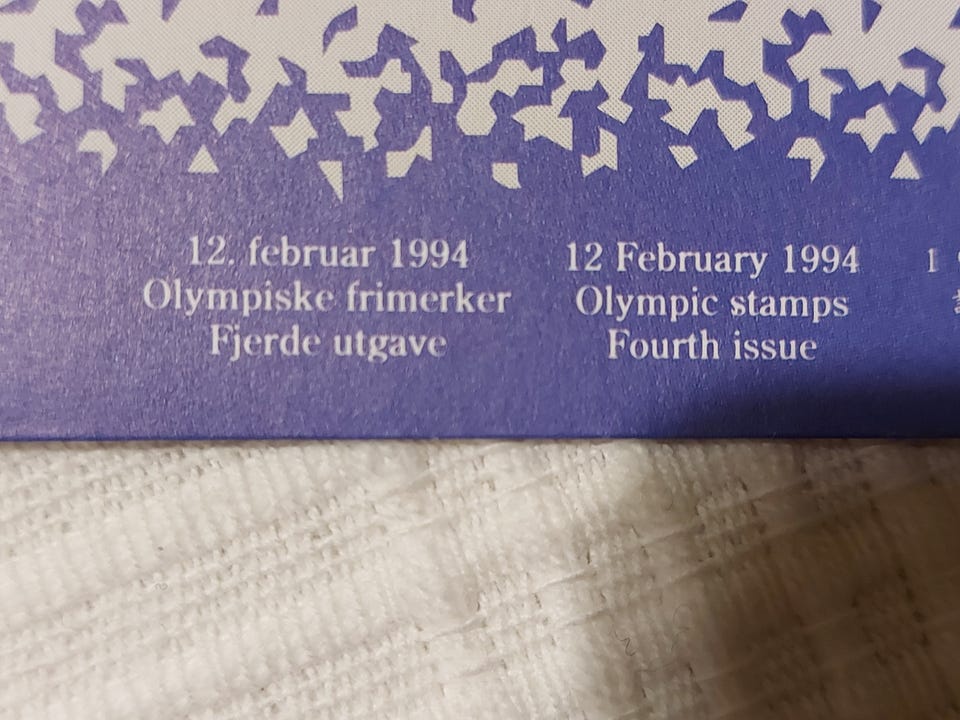 12. februar 1994
Olympiske frimerker
Fjerde utgave
12 February 1994
Olympic stamps
Fourth issue